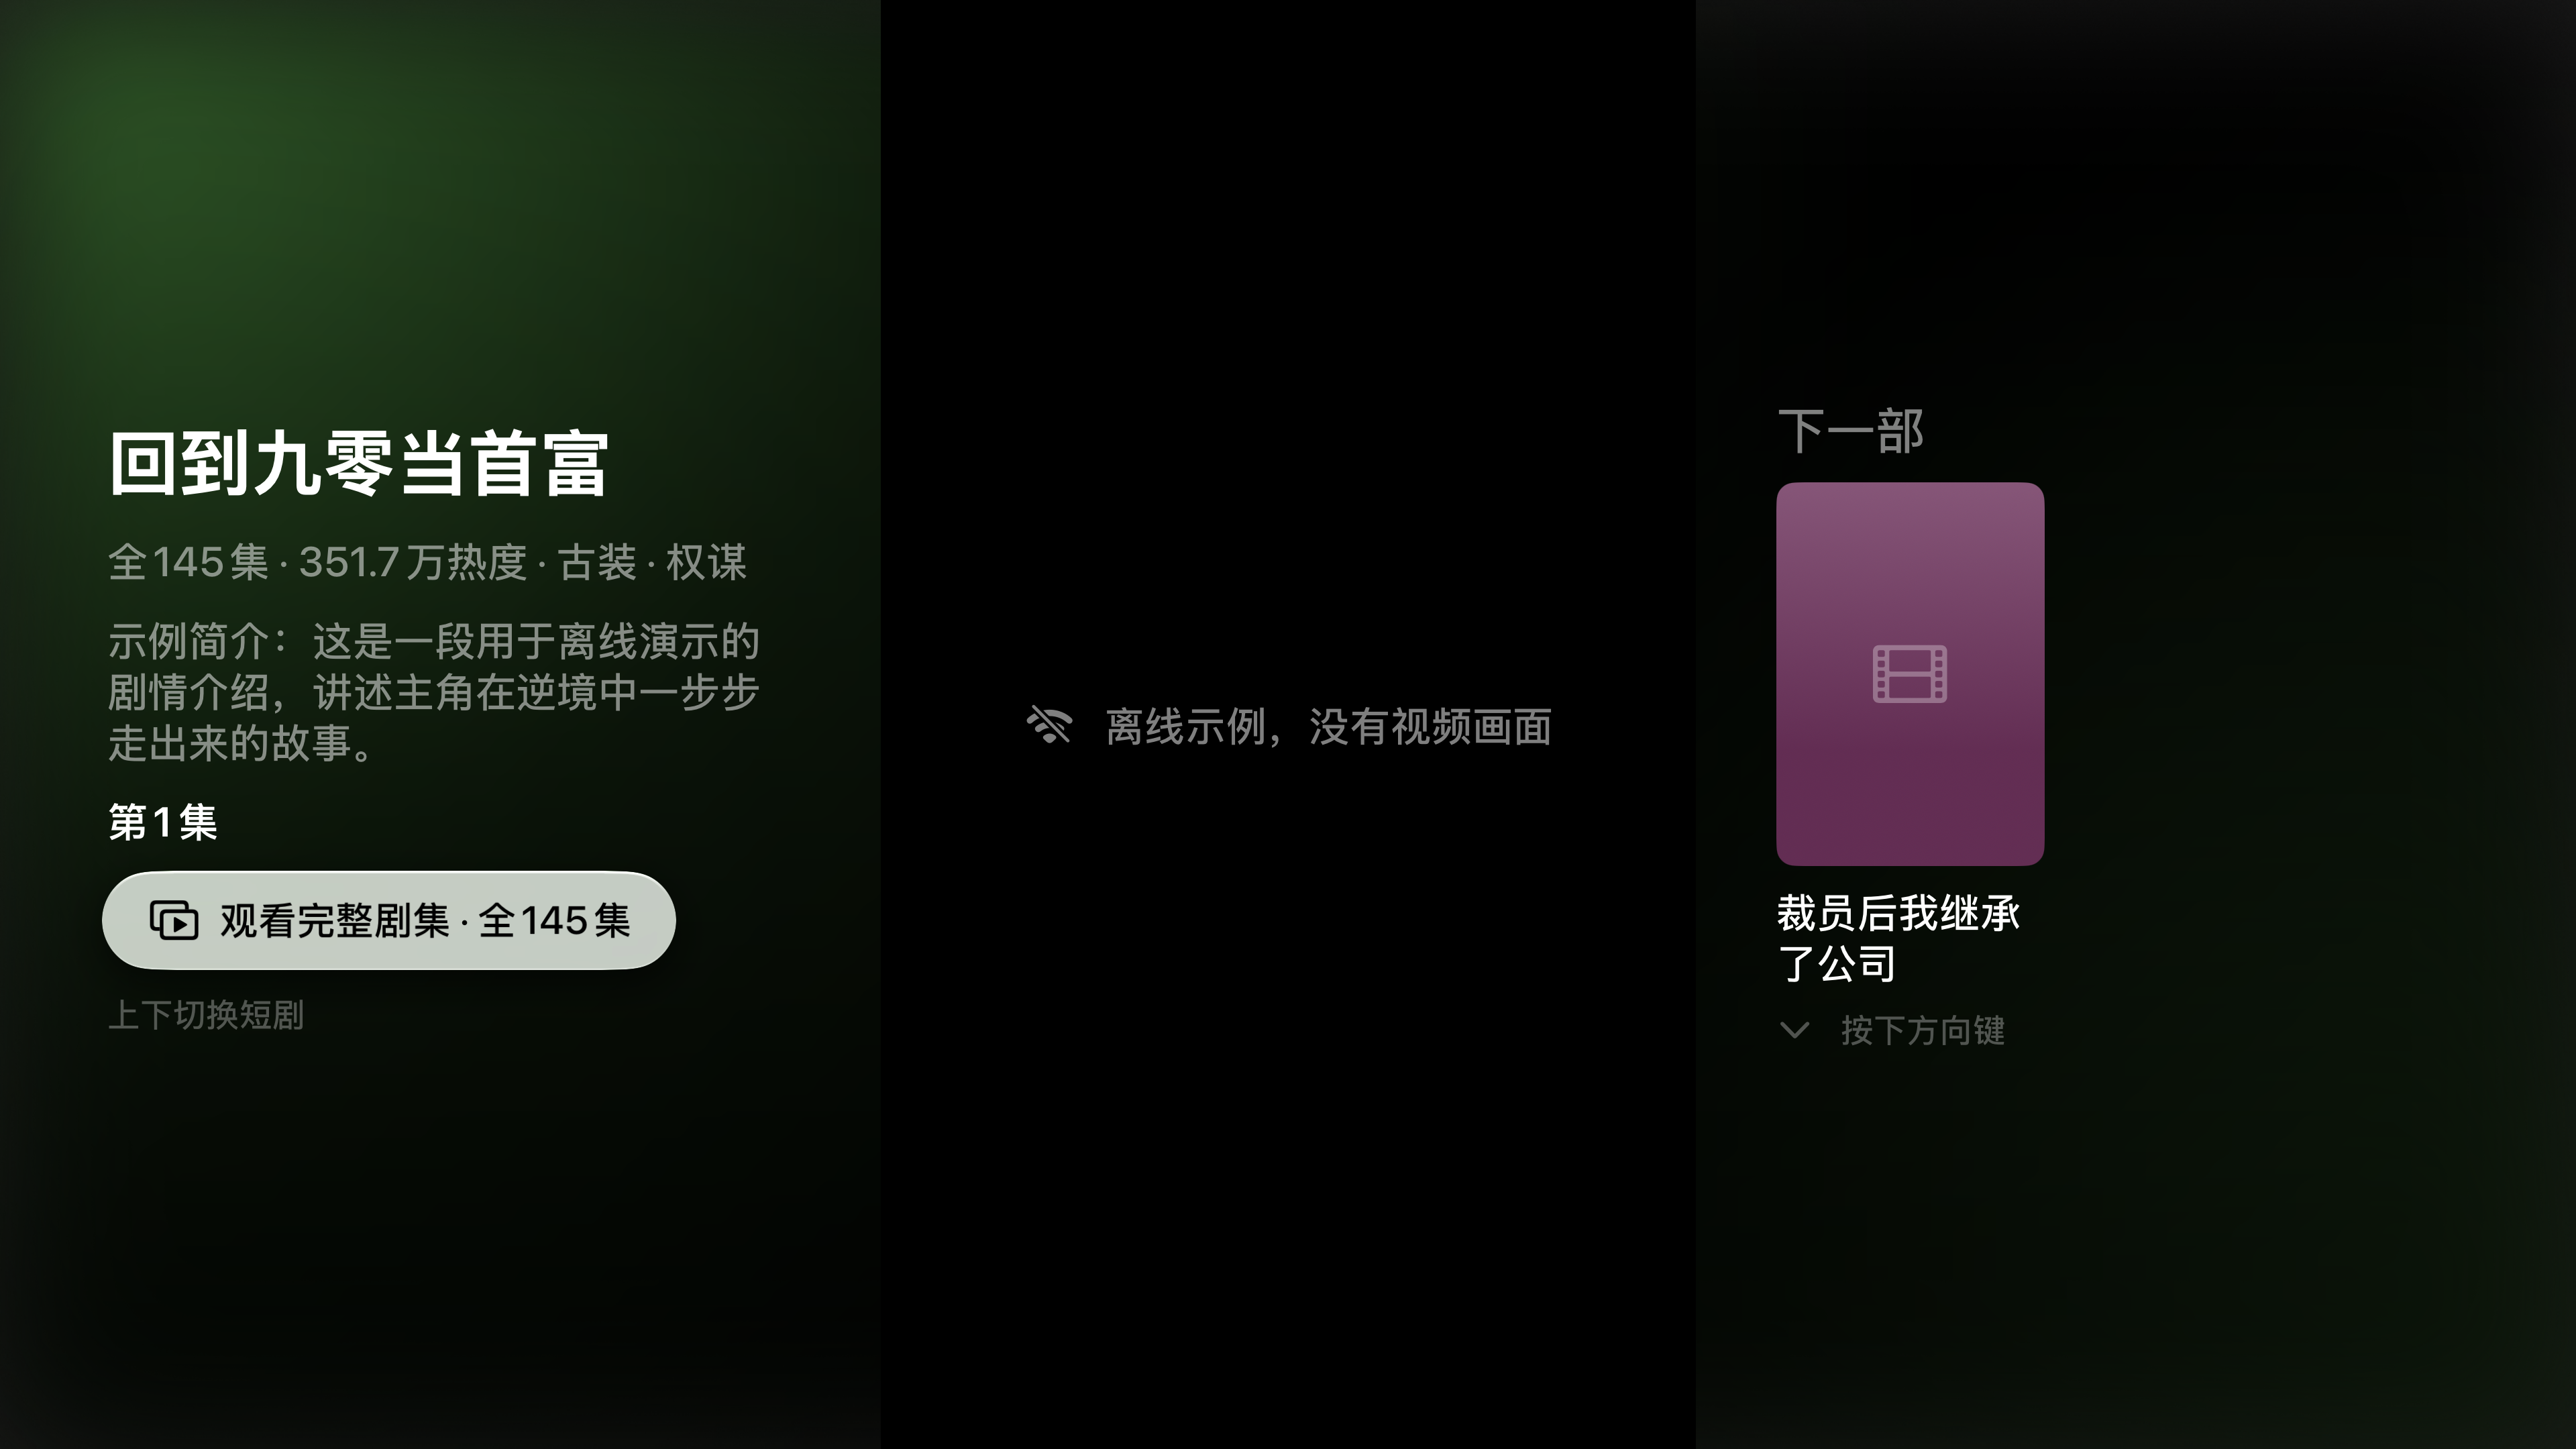 回到九零当首富
全145集 · 351.7万热度 · 古装 · 权谋
示例简介：这是一段用于离线演示的
剧情介绍，讲述主角在逆境中一步步
走出来的故事。
第1集
观看完整剧集 · 全145集
上下切换短剧
离线示例，没有视频画面
下一部
裁员后我继承
了公司
按下方向键